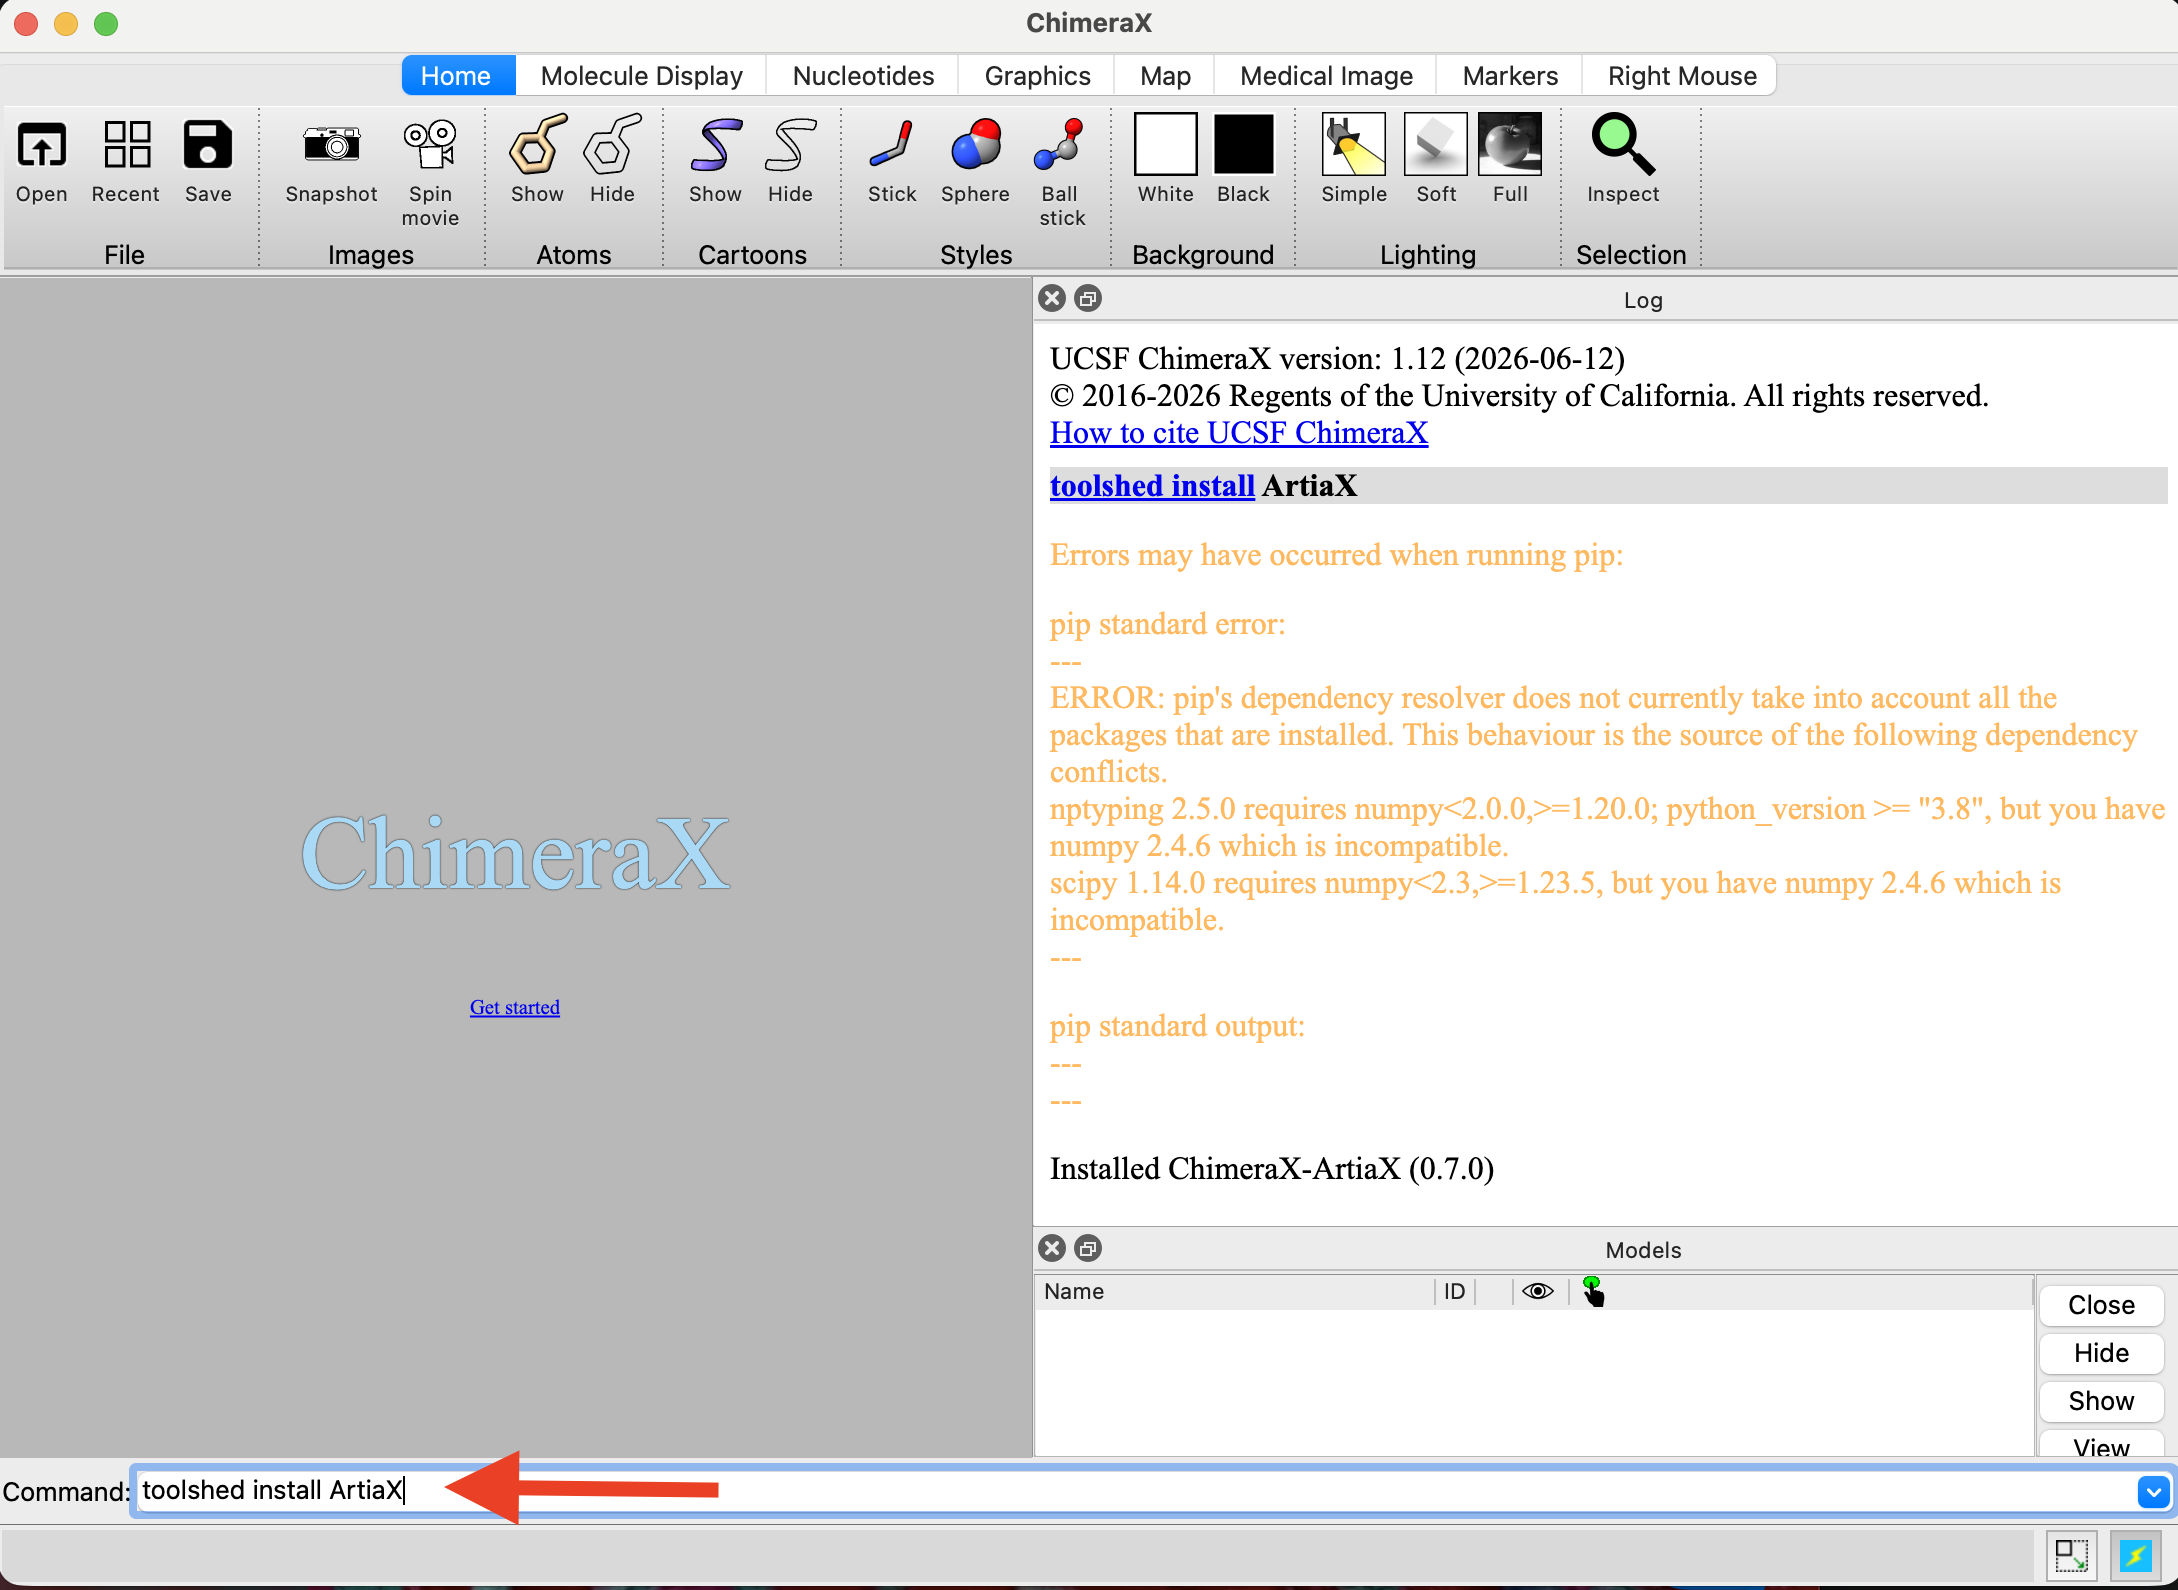 ChimeraX
Home Molecule Display Nucleotides Graphics Map Medical Image Markers Right Mouse
Open Recent Save Snapshot Spin movie Show Hide Show Hide Stick Sphere Ball stick White Black Simple Soft Full Inspect
File Images Atoms Cartoons Styles Background Lighting Selection
ChimeraX
Get started
Log
UCSF ChimeraX version: 1.12 (2026-06-12)
© 2016-2026 Regents of the University of California. All rights reserved.
How to cite UCSF ChimeraX
toolshed install ArtiaX
Errors may have occurred when running pip:
pip standard error:
---
ERROR: pip's dependency resolver does not currently take into account all the
packages that are installed. This behaviour is the source of the following dependency
conflicts.
nptyping 2.5.0 requires numpy<2.0.0,>=1.20.0; python_version >= "3.8", but you have
numpy 2.4.6 which is incompatible.
scipy 1.14.0 requires numpy<2.3,>=1.23.5, but you have numpy 2.4.6 which is
incompatible.
---
pip standard output:
---
---
Installed ChimeraX-ArtiaX (0.7.0)
Models
Name ID
Close
Hide
Show
View
Command: toolshed install ArtiaX